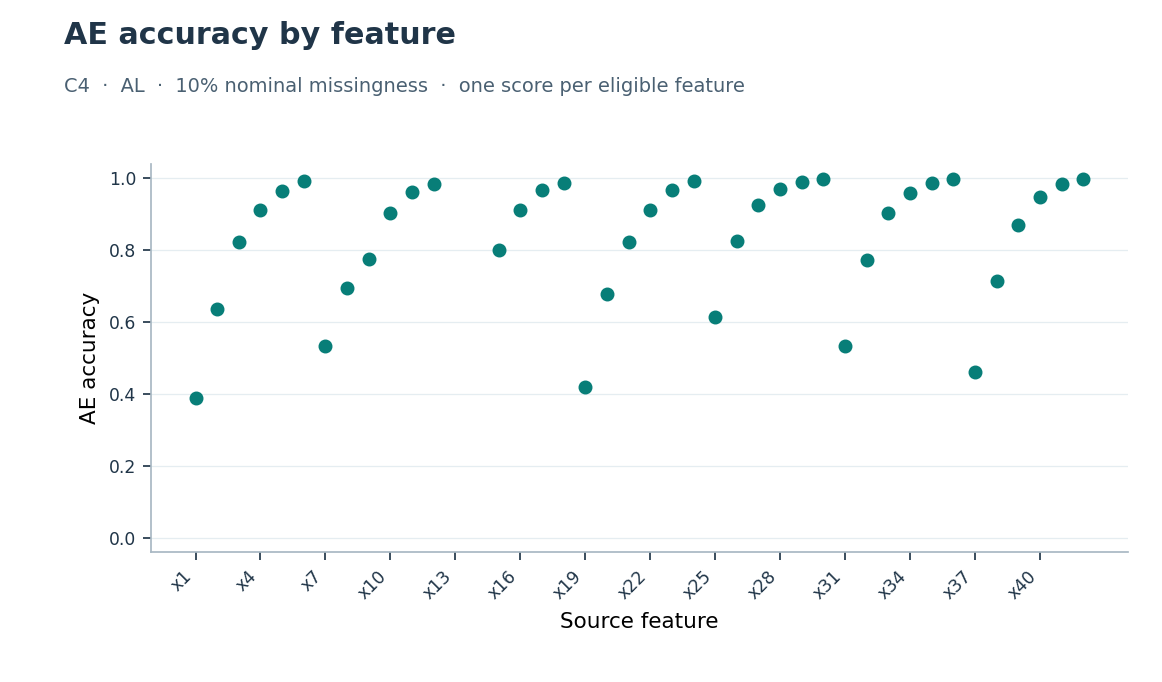 AE accuracy by feature
C4 · AL · 10% nominal missingness · one score per eligible feature
1.0
0.8
0.6
0.4
0.2
0.0
AE accuracy
x1 x4 x7 x10 x13 x16 x19 x22 x25 x28 x31 x34 x37 x40
Source feature